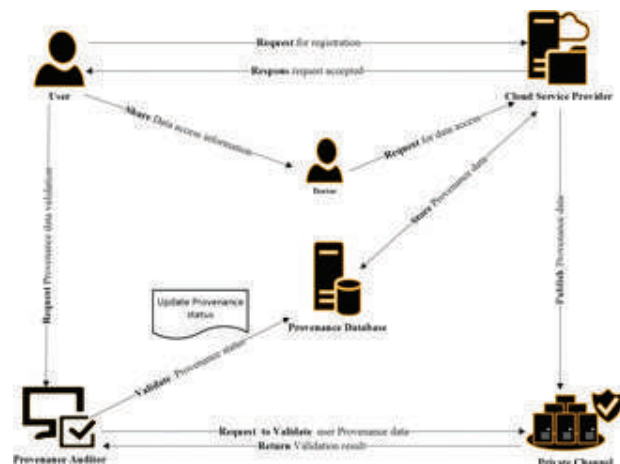 Request for registration
Respons request accepted
User
Cloud Service Provider
Share Data access information
Request for data access
Doctor
Store Provenance data
Request Provenance data validation
Publish Provenance data
Update Provenance
status
Provenance Database
Validate Provenance status
Request to Validate user Provenance data
Return Validation result
Provenance Auditor
Private Channel